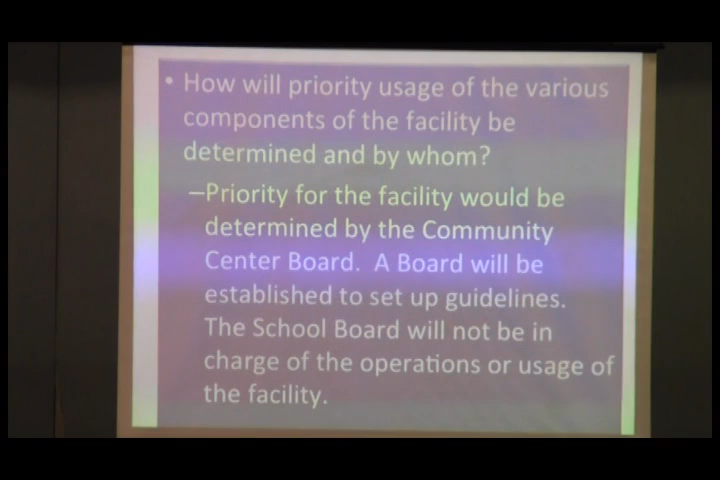 • How will priority usage of the various
components of the facility be
determined and by whom?
–Priority for the facility would be
determined by the Community
Center Board. A Board will be
established to set up guidelines.
The School Board will not be in
charge of the operations or usage of
the facility.